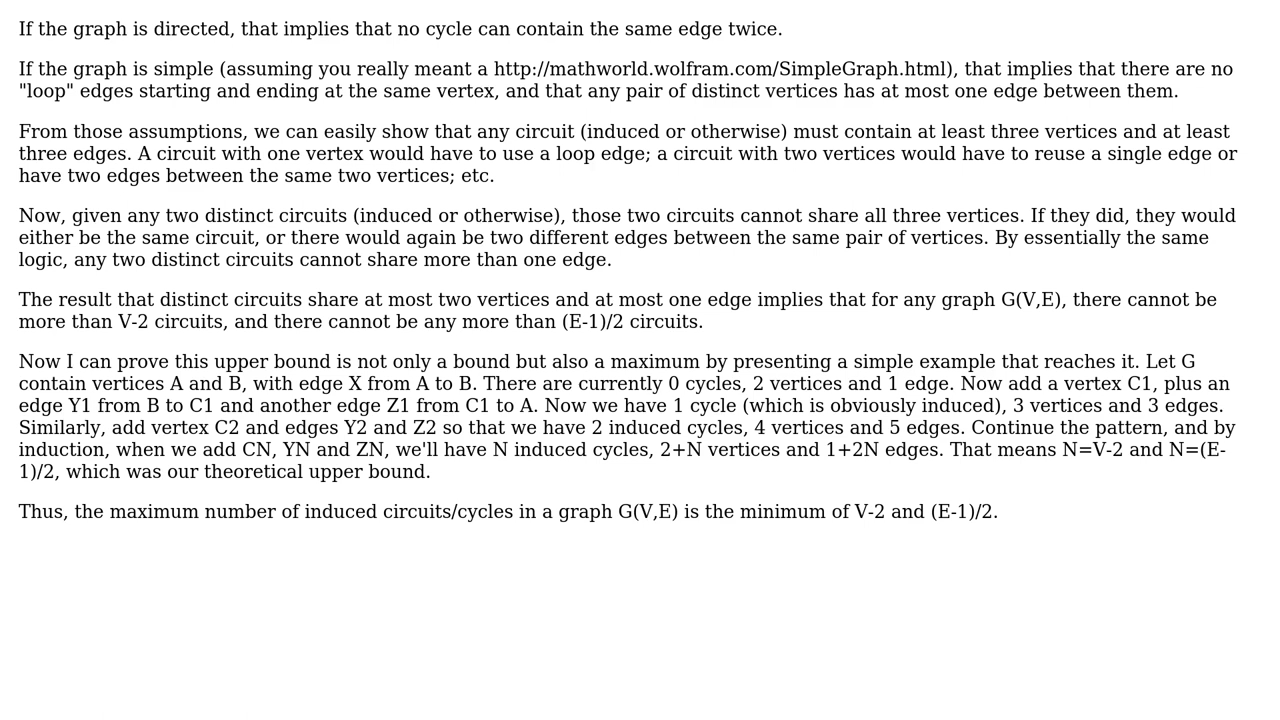 If the graph is directed, that implies that no cycle can contain the same edge twice.
If the graph is simple (assuming you really meant a http://mathworld.wolfram.com/SimpleGraph.html), that implies that there are no
"loop" edges starting and ending at the same vertex, and that any pair of distinct vertices has at most one edge between them.
From those assumptions, we can easily show that any circuit (induced or otherwise) must contain at least three vertices and at least
three edges. A circuit with one vertex would have to use a loop edge; a circuit with two vertices would have to reuse a single edge or
have two edges between the same two vertices; etc.
Now, given any two distinct circuits (induced or otherwise), those two circuits cannot share all three vertices. If they did, they would
either be the same circuit, or there would again be two different edges between the same pair of vertices. By essentially the same
logic, any two distinct circuits cannot share more than one edge.
The result that distinct circuits share at most two vertices and at most one edge implies that for any graph G(V,E), there cannot be
more than V-2 circuits, and there cannot be any more than (E-1)/2 circuits.
Now I can prove this upper bound is not only a bound but also a maximum by presenting a simple example that reaches it. Let G
contain vertices A and B, with edge X from A to B. There are currently 0 cycles, 2 vertices and 1 edge. Now add a vertex C1, plus an
edge Y1 from B to C1 and another edge Z1 from C1 to A. Now we have 1 cycle (which is obviously induced), 3 vertices and 3 edges.
Similarly, add vertex C2 and edges Y2 and Z2 so that we have 2 induced cycles, 4 vertices and 5 edges. Continue the pattern, and by
induction, when we add CN, YN and ZN, we'll have N induced cycles, 2+N vertices and 1+2N edges. That means N=V-2 and N=(E-
1)/2, which was our theoretical upper bound.
Thus, the maximum number of induced circuits/cycles in a graph G(V,E) is the minimum of V-2 and (E-1)/2.